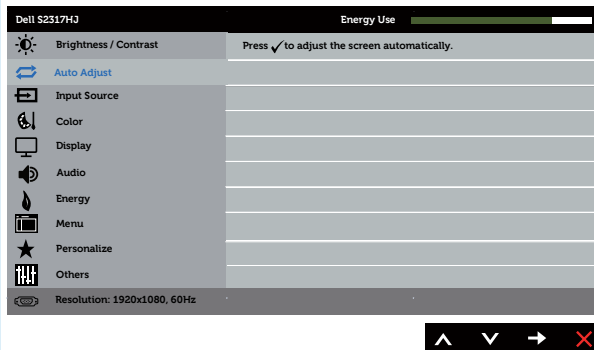 Dell S2317HJ Energy Use
Brightness / Contrast Press ✓ to adjust the screen automatically.
Auto Adjust
Input Source
Color
Display
Audio
Energy
Menu
Personalize
Others
Resolution: 1920x1080, 60Hz